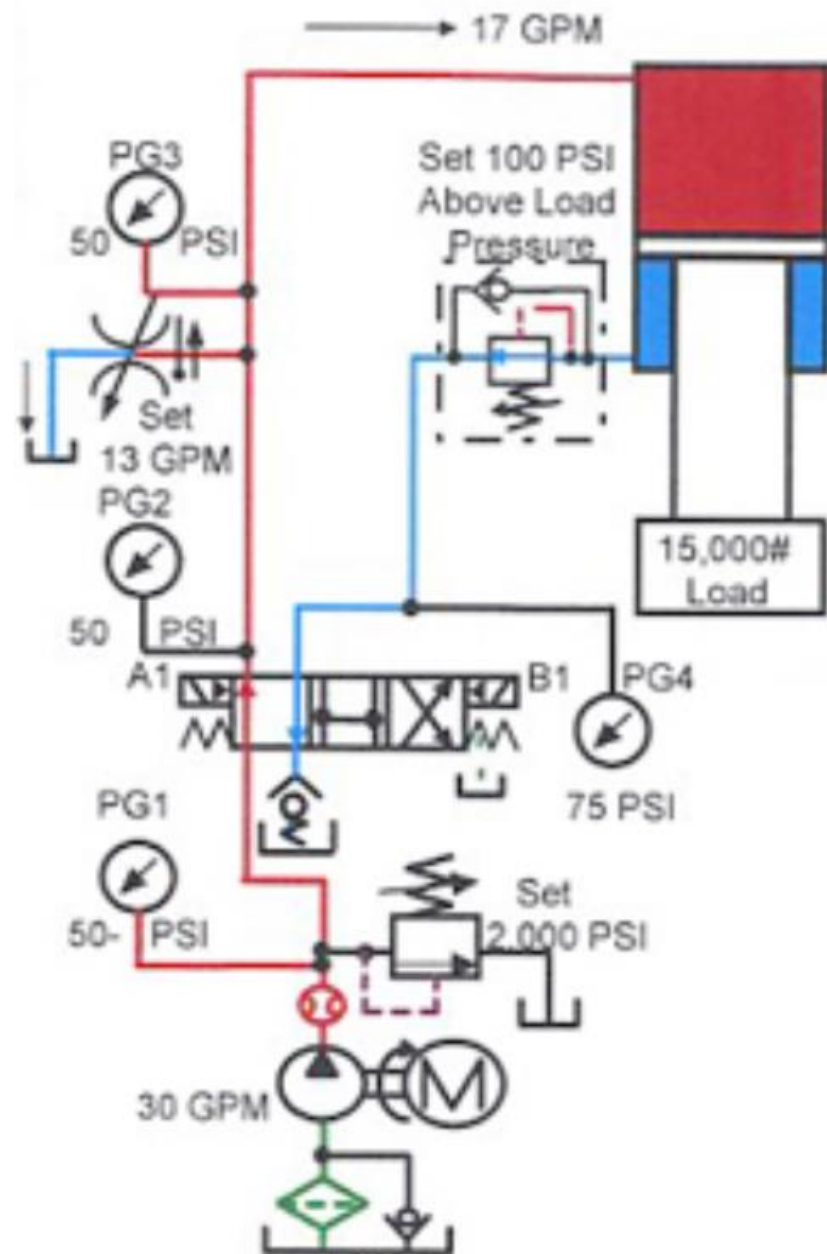 17 GPM
PG3
50 PSI
Set 100 PSI
Above Load
Pressure
Set
13 GPM
PG2
50 PSI
15,000#
Load
A1
B1
PG4
75 PSI
PG1
50- PSI
Set
2,000 PSI
30 GPM
M